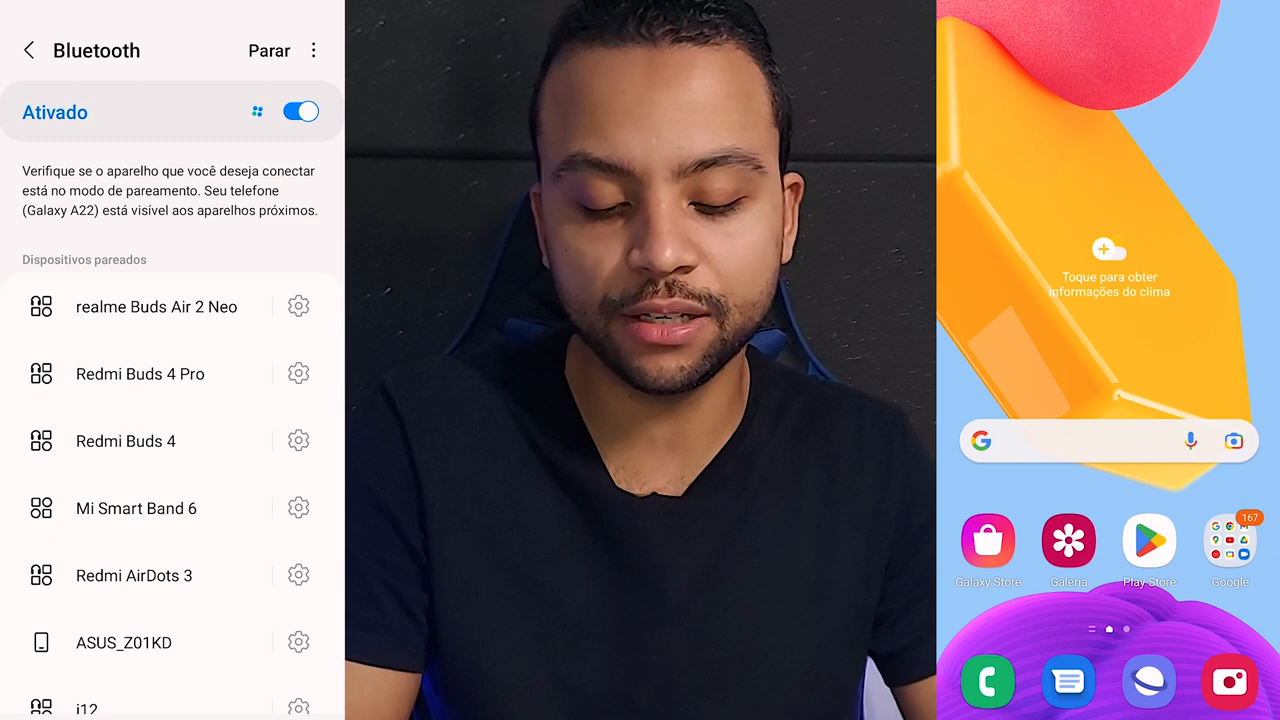 Bluetooth
Parar
Ativado
Verifique se o aparelho que você deseja conectar
está no modo de pareamento. Seu telefone
(Galaxy A22) está visível aos aparelhos próximos.
Dispositivos pareados
realme Buds Air 2 Neo
Redmi Buds 4 Pro
Redmi Buds 4
Mi Smart Band 6
Redmi AirDots 3
ASUS_Z01KD
i12
Toque para obter
informações do clima
G
167
Galaxy Store
Galeria
Play Store
Google